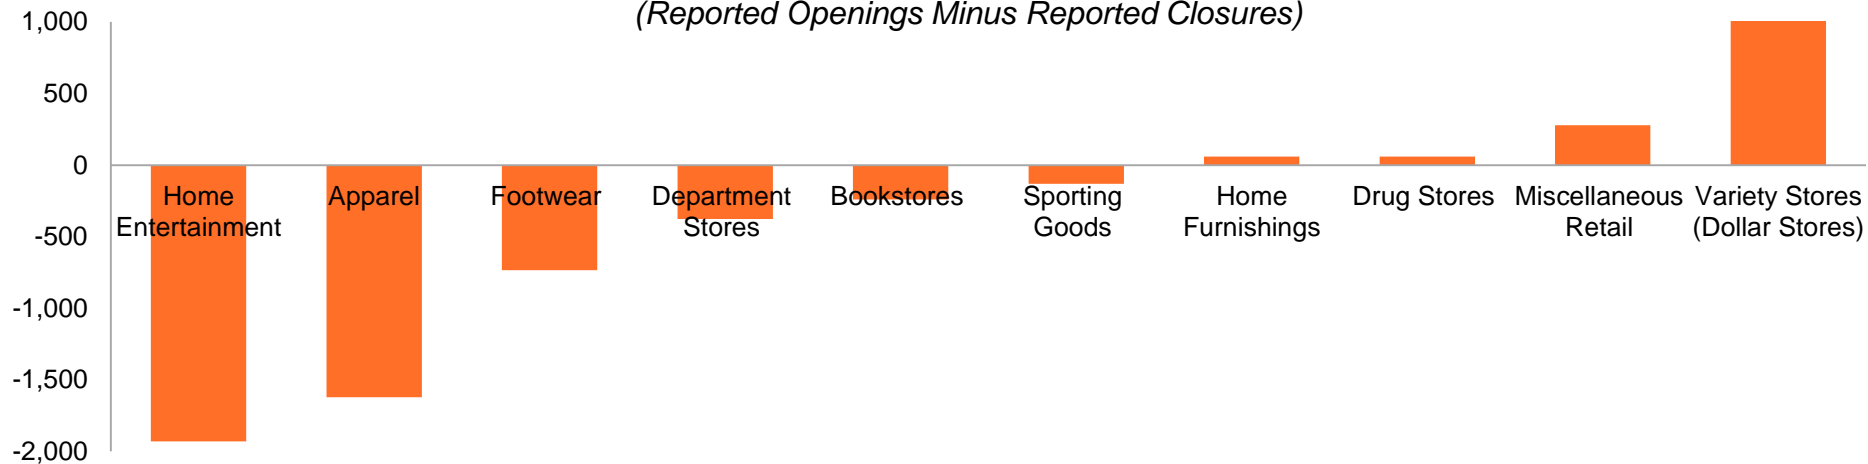 (Reported Openings Minus Reported Closures)
1,000
500
0
-500
-1,000
-1,500
-2,000
Home
Entertainment
Apparel
Footwear
Department
Stores
Bookstores
Sporting
Goods
Home
Furnishings
Drug Stores
Miscellaneous
Retail
Variety Stores
(Dollar Stores)